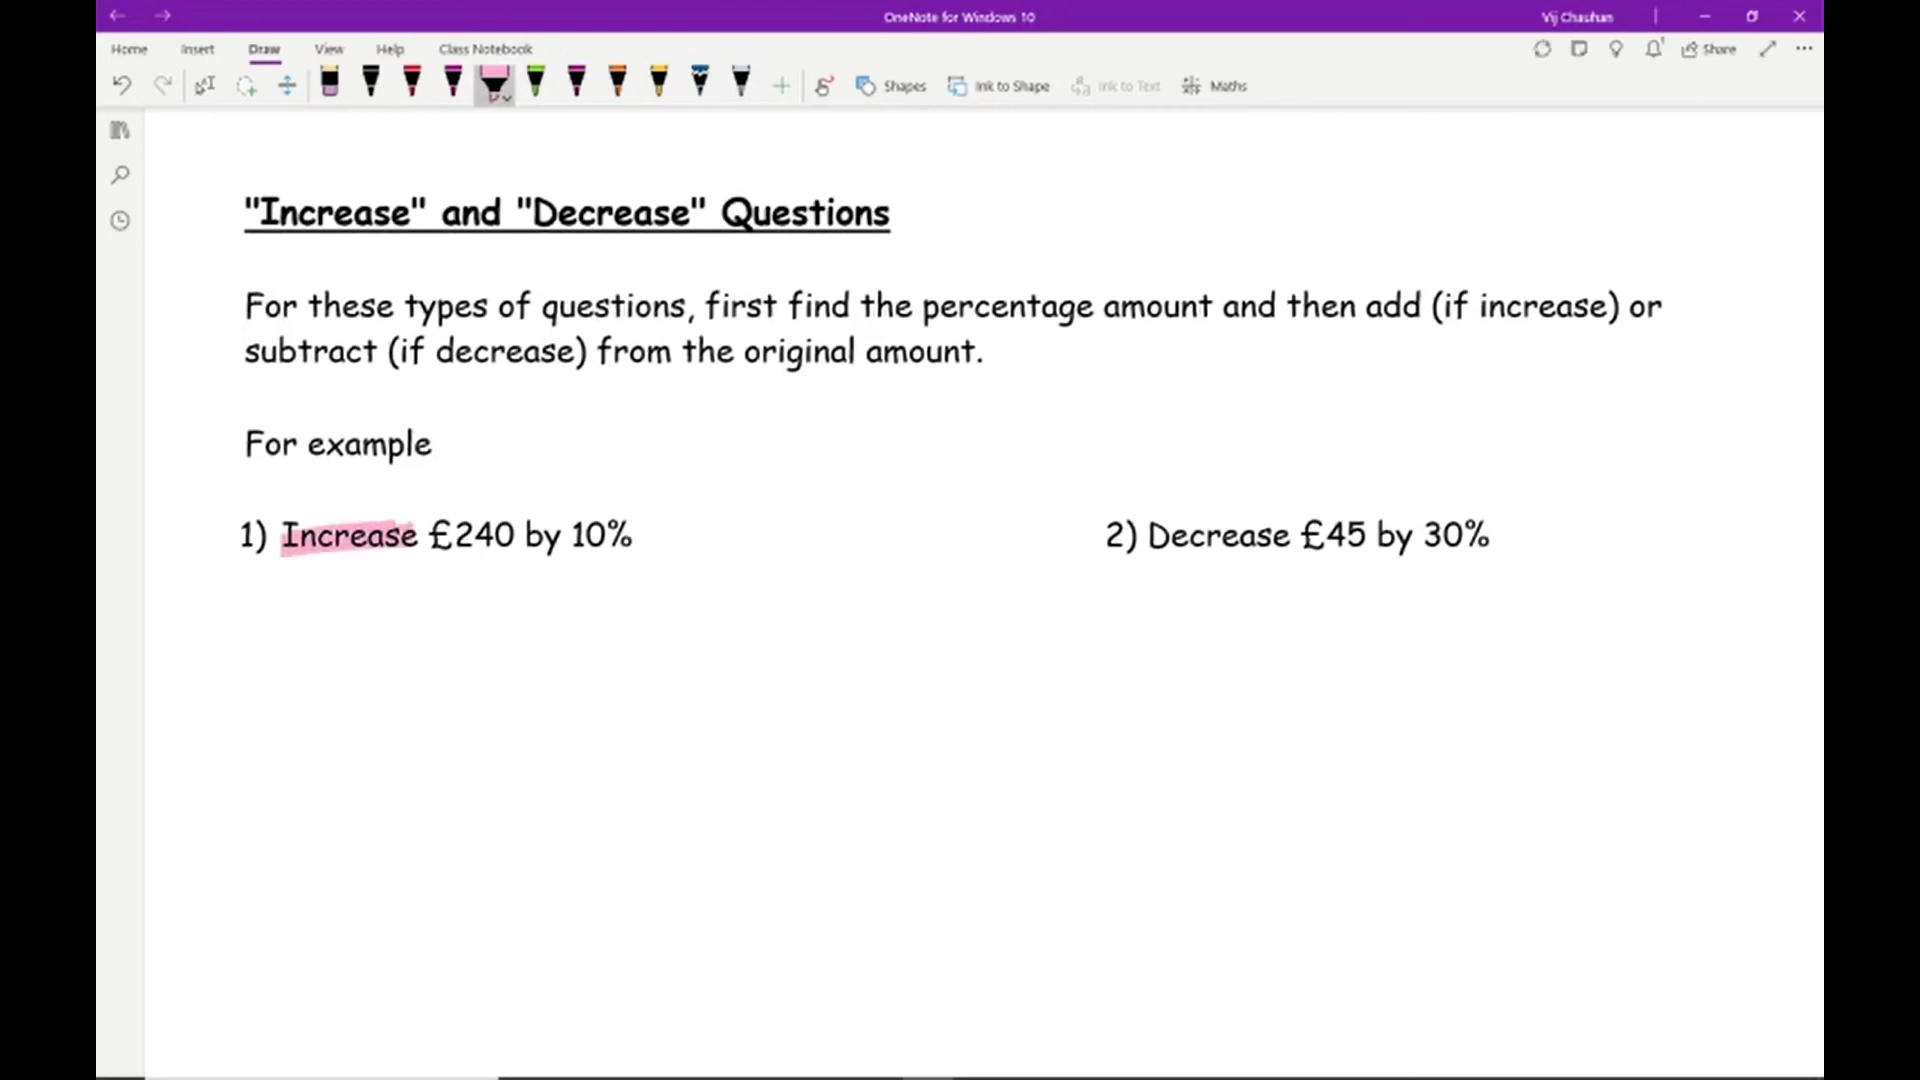 OneNote for Windows 10
Vij Chauhan
Home Insert Draw View Help Class Notebook
Share
Shapes Ink to Shape Ink to Text Maths
"Increase" and "Decrease" Questions
For these types of questions, first find the percentage amount and then add (if increase) or
subtract (if decrease) from the original amount.
For example
1) Increase £240 by 10%
2) Decrease £45 by 30%